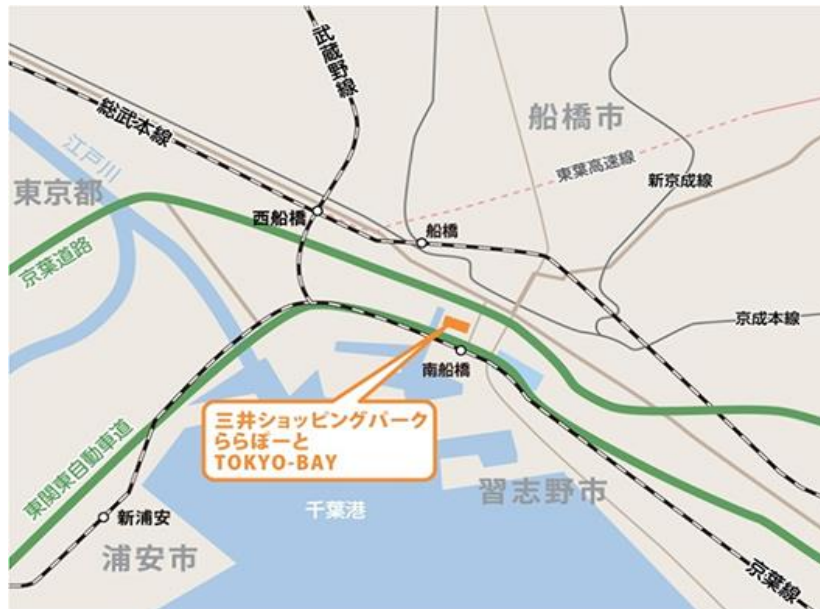 武蔵野線
総武本線
船橋市
江戸川
東葉高速線
新京成線
東京都
西船橋
船橋
京葉道路
京成本線
南船橋
三井ショッピングパーク
ららぽーと
TOKYO-BAY
東関東自動車道
習志野市
千葉港
新浦安
浦安市
京葉線